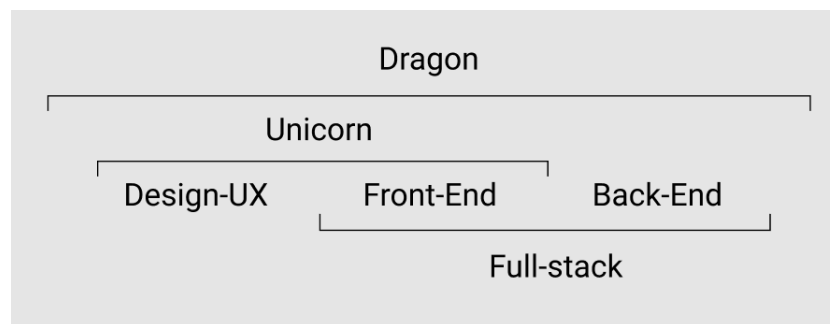 Dragon
Unicorn
Design-UX Front-End Back-End
Full-stack